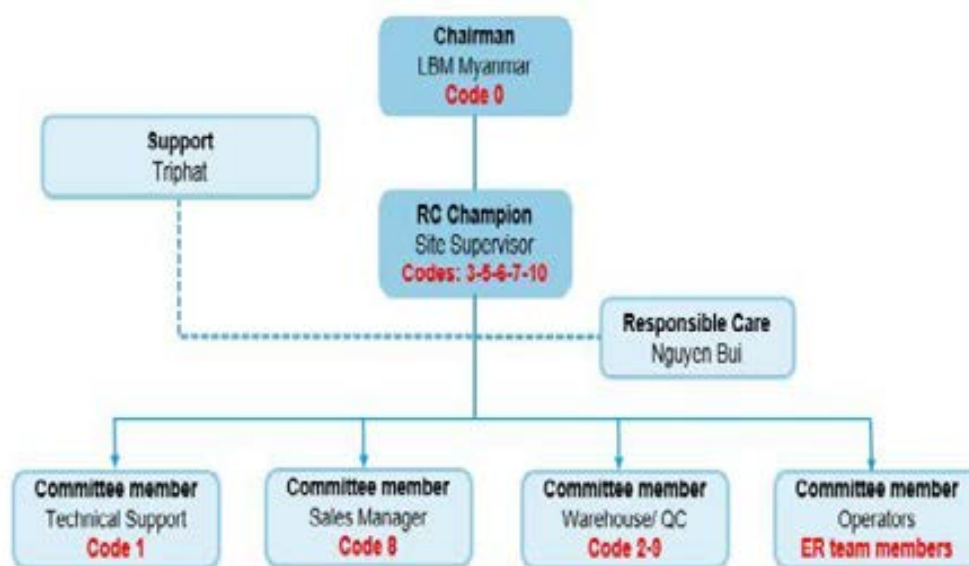 Chairman
LBM Myanmar
Code 0
Support
Triphat
RC Champion
Site Supervisor
Codes: 3-5-6-7-10
Responsible Care
Nguyen Bui
Committee member
Technical Support
Code 1
Committee member
Sales Manager
Code 8
Committee member
Warehouse/ QC
Code 2-9
Committee member
Operators
ER team members